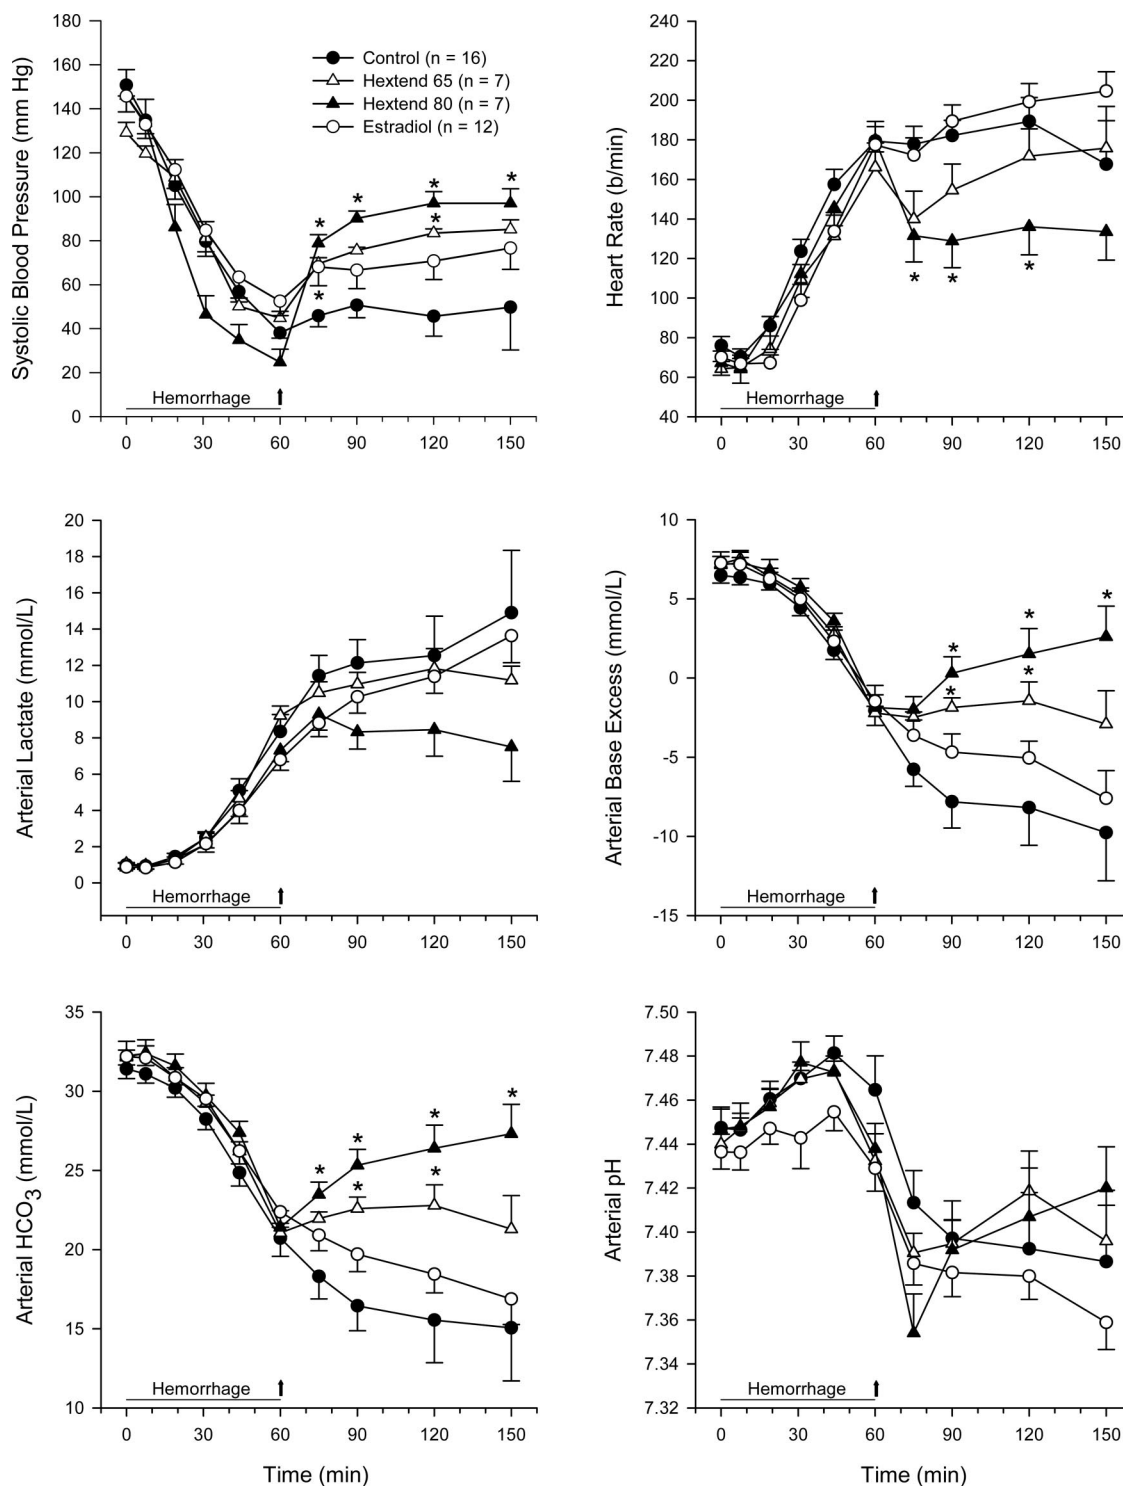 Systolic Blood Pressure (mm Hg)
180
160
140
120
100
80
60
40
20
0
Control (n = 16)
Hextend 65 (n = 7)
Hextend 80 (n = 7)
Estradiol (n = 12)
* * * *
*
*
Hemorrhage
0 30 60 90 120 150
Heart Rate (b/min)
240
220
200
180
160
140
120
100
80
60
40
* * *
Hemorrhage
0 30 60 90 120 150
Arterial Lactate (mmol/L)
20
18
16
14
12
10
8
6
4
2
0
Hemorrhage
0 30 60 90 120 150
Arterial Base Excess (mmol/L)
10
5
0
-5
-10
-15
* * *
* *
Hemorrhage
0 30 60 90 120 150
Arterial HCO3 (mmol/L)
35
30
25
20
15
10
* * * *
* *
Hemorrhage
0 30 60 90 120 150
Time (min)
Arterial pH
7.50
7.48
7.46
7.44
7.42
7.40
7.38
7.36
7.34
7.32
Hemorrhage
0 30 60 90 120 150
Time (min)